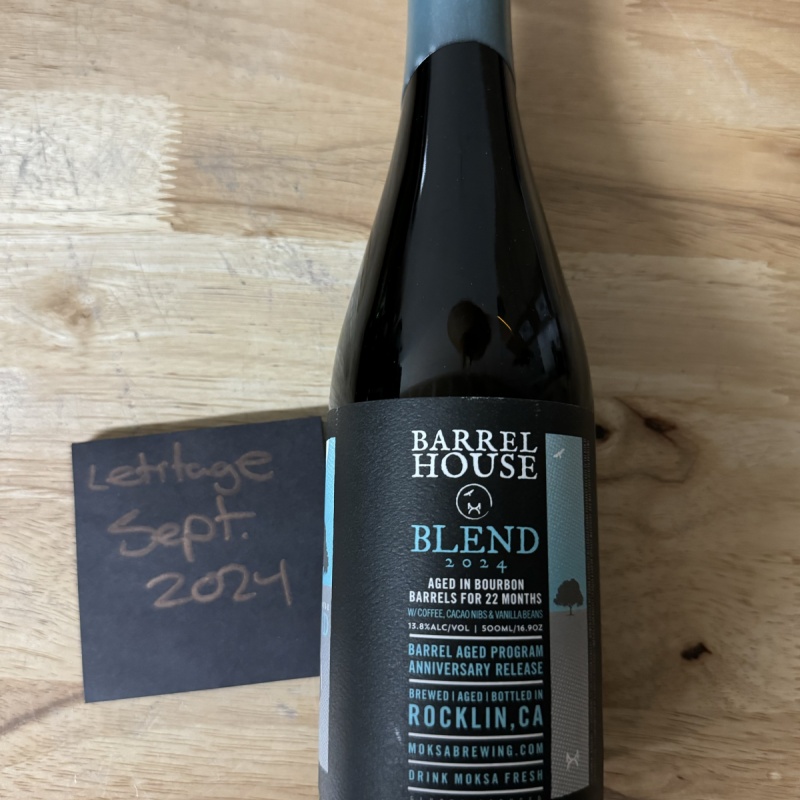 Letitage
Sept.
2024
BARREL
HOUSE
BLEND
2024
AGED IN BOURBON
BARRELS FOR 22 MONTHS
W/ COFFEE, CACAO NIBS & VANILLA BEANS
13.8%ALC/VOL | 500ML/16.9OZ
BARREL AGED PROGRAM
ANNIVERSARY RELEASE
BREWED | AGED | BOTTLED IN
ROCKLIN, CA
MOKSABREWING.COM
DRINK MOKSA FRESH